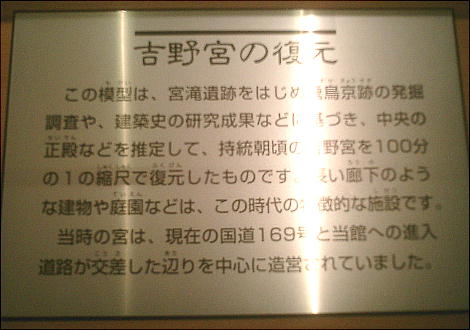 吉野宮の復元
この模型は、宮滝遺跡をはじめ飛鳥京跡の発掘
調査や、建築史の研究成果などに基づき、中央の
正殿などを推定して、持統朝頃の吉野宮を100分
の1の縮尺で復元したものです。長い廊下のよう
な建物や庭園などは、この時代の特徴的な施設です。
当時の宮は、現在の国道169号と当館への進入
道路が交差した辺りを中心に造営されていました。